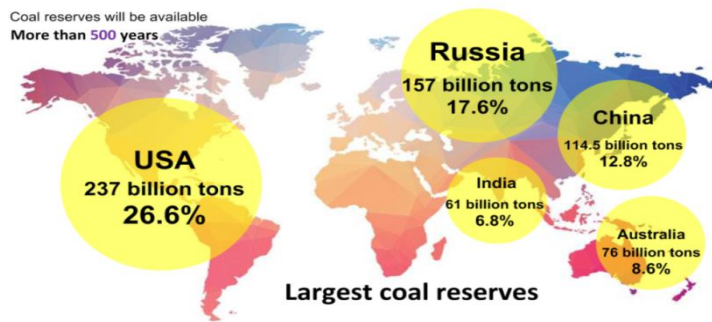 Coal reserves will be available
More than 500 years
Russia
157 billion tons
17.6%
China
114.5 billion tons
12.8%
USA
237 billion tons
26.6%
India
61 billion tons
6.8%
Australia
76 billion tons
8.6%
Largest coal reserves